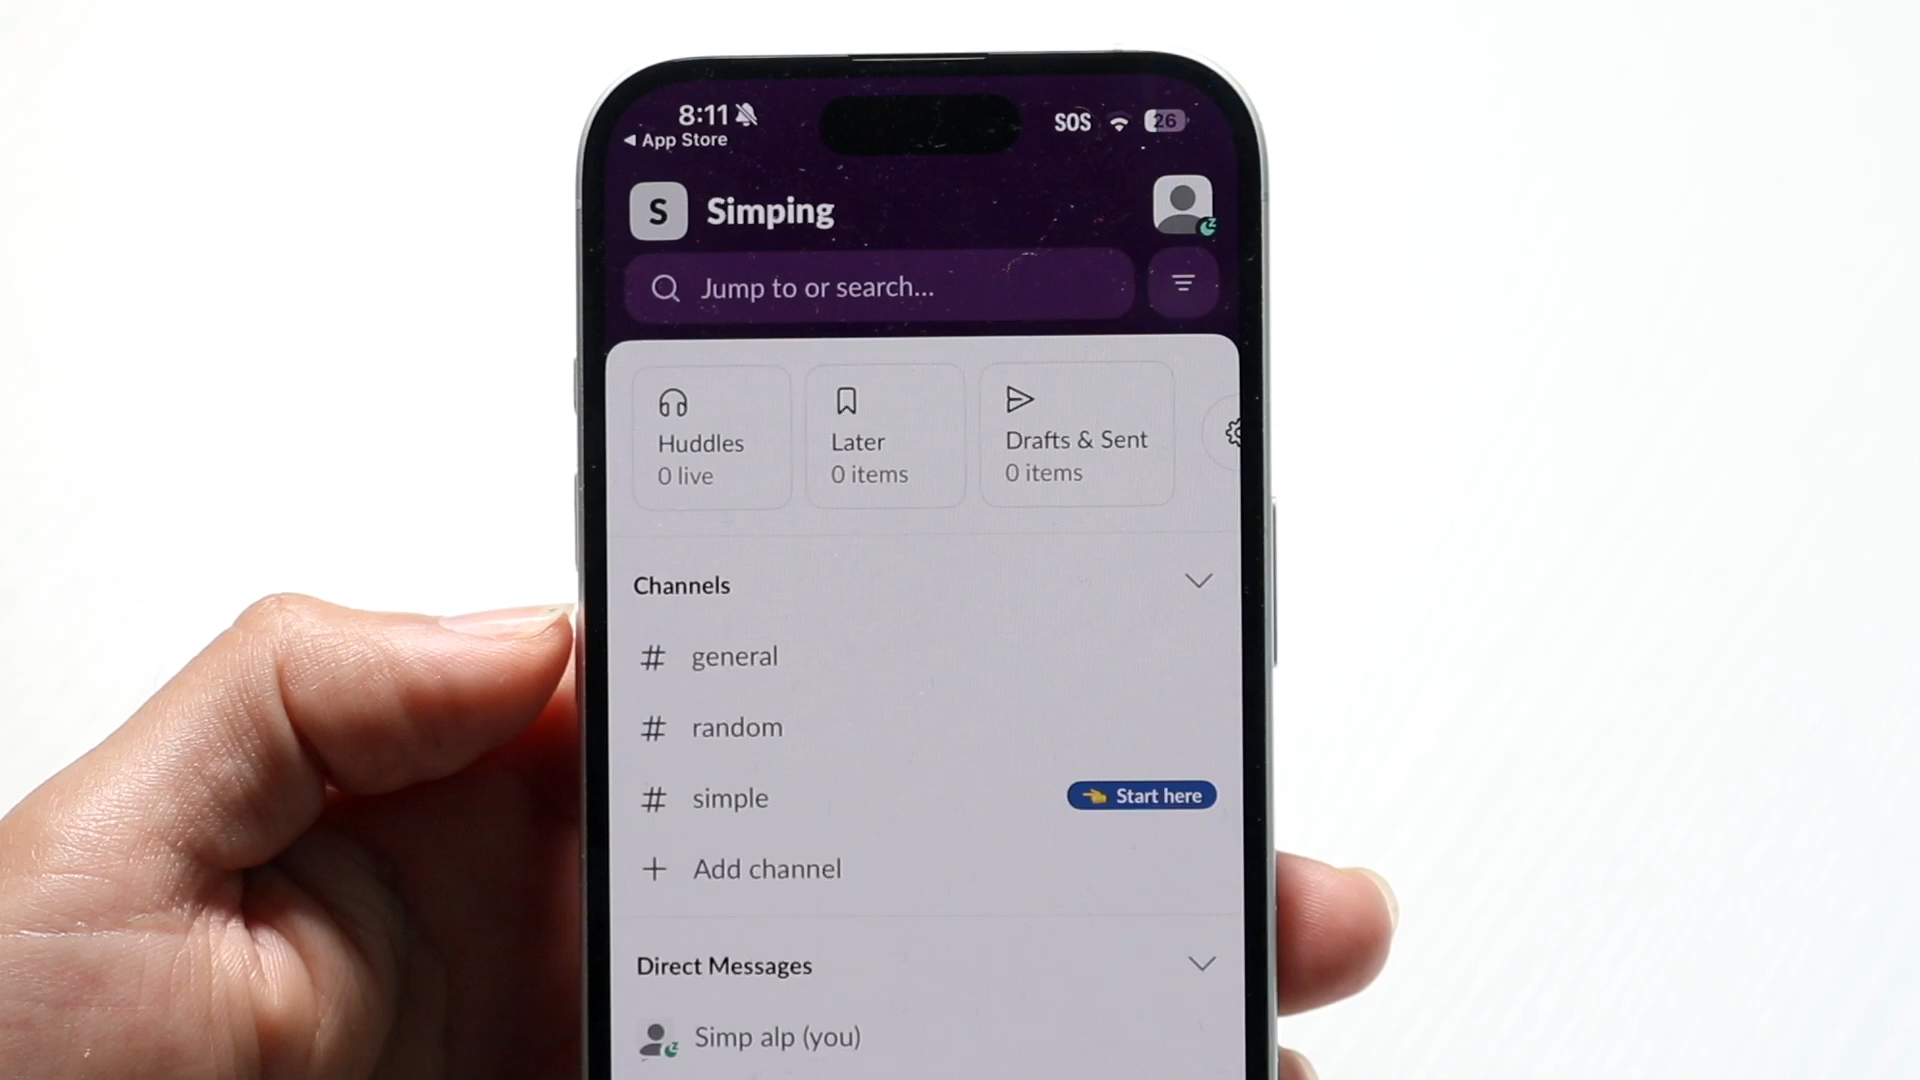 8:11
SOS
26
App Store
S
Simping
Jump to or search...
Huddles
0 live
Later
0 items
Drafts & Sent
0 items
Channels
# general
# random
# simple
Start here
+ Add channel
Direct Messages
Simp alp (you)